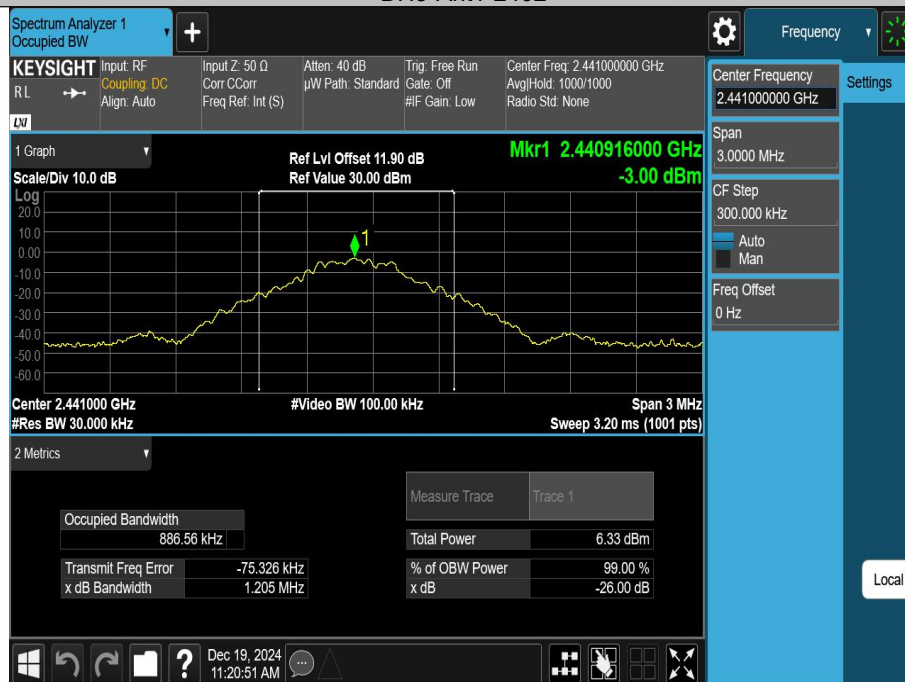 Spectrum Analyzer 1
Occupied BW
Frequency
KEYSIGHT
R L
LXI
Input: RF
Coupling: DC
Align: Auto
Input Z: 50 Ω
Corr CCorr
Freq Ref: Int (S)
Atten: 40 dB
µW Path: Standard
Trig: Free Run
Gate: Off
#IF Gain: Low
Center Freq: 2.441000000 GHz
Avg|Hold: 1000/1000
Radio Std: None
Center Frequency
2.441000000 GHz
Settings
Span
3.0000 MHz
CF Step
300.000 kHz
Auto
Man
Freq Offset
0 Hz
Local
1 Graph
Scale/Div 10.0 dB
Ref Lvl Offset 11.90 dB
Ref Value 30.00 dBm
Mkr1 2.440916000 GHz
-3.00 dBm
Log
20.0
10.0
0.00
-10.0
-20.0
-30.0
-40.0
-50.0
-60.0
1
Center 2.441000 GHz
#Res BW 30.000 kHz
#Video BW 100.00 kHz
Span 3 MHz
Sweep 3.20 ms (1001 pts)
2 Metrics
Measure Trace Trace 1
Occupied Bandwidth
886.56 kHz
Total Power 6.33 dBm
Transmit Freq Error -75.326 kHz
% of OBW Power 99.00 %
x dB Bandwidth 1.205 MHz
x dB -26.00 dB
?
Dec 19, 2024
11:20:51 AM